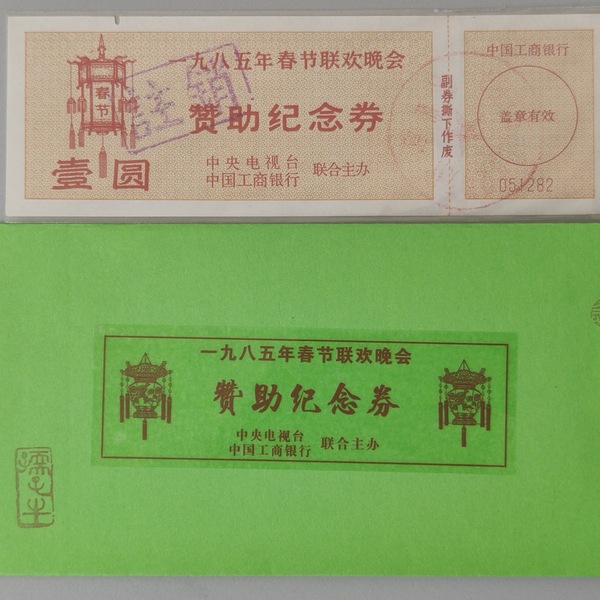 一九八五年春节联欢晚会
春节
註銷
赞助纪念券
壹圆
中央电视台
中国工商银行
联合主办
副券撕下作废
中国工商银行
盖章有效
051282
一九八五年春节联欢晚会
赞助纪念券
中央电视台
中国工商银行
联合主办